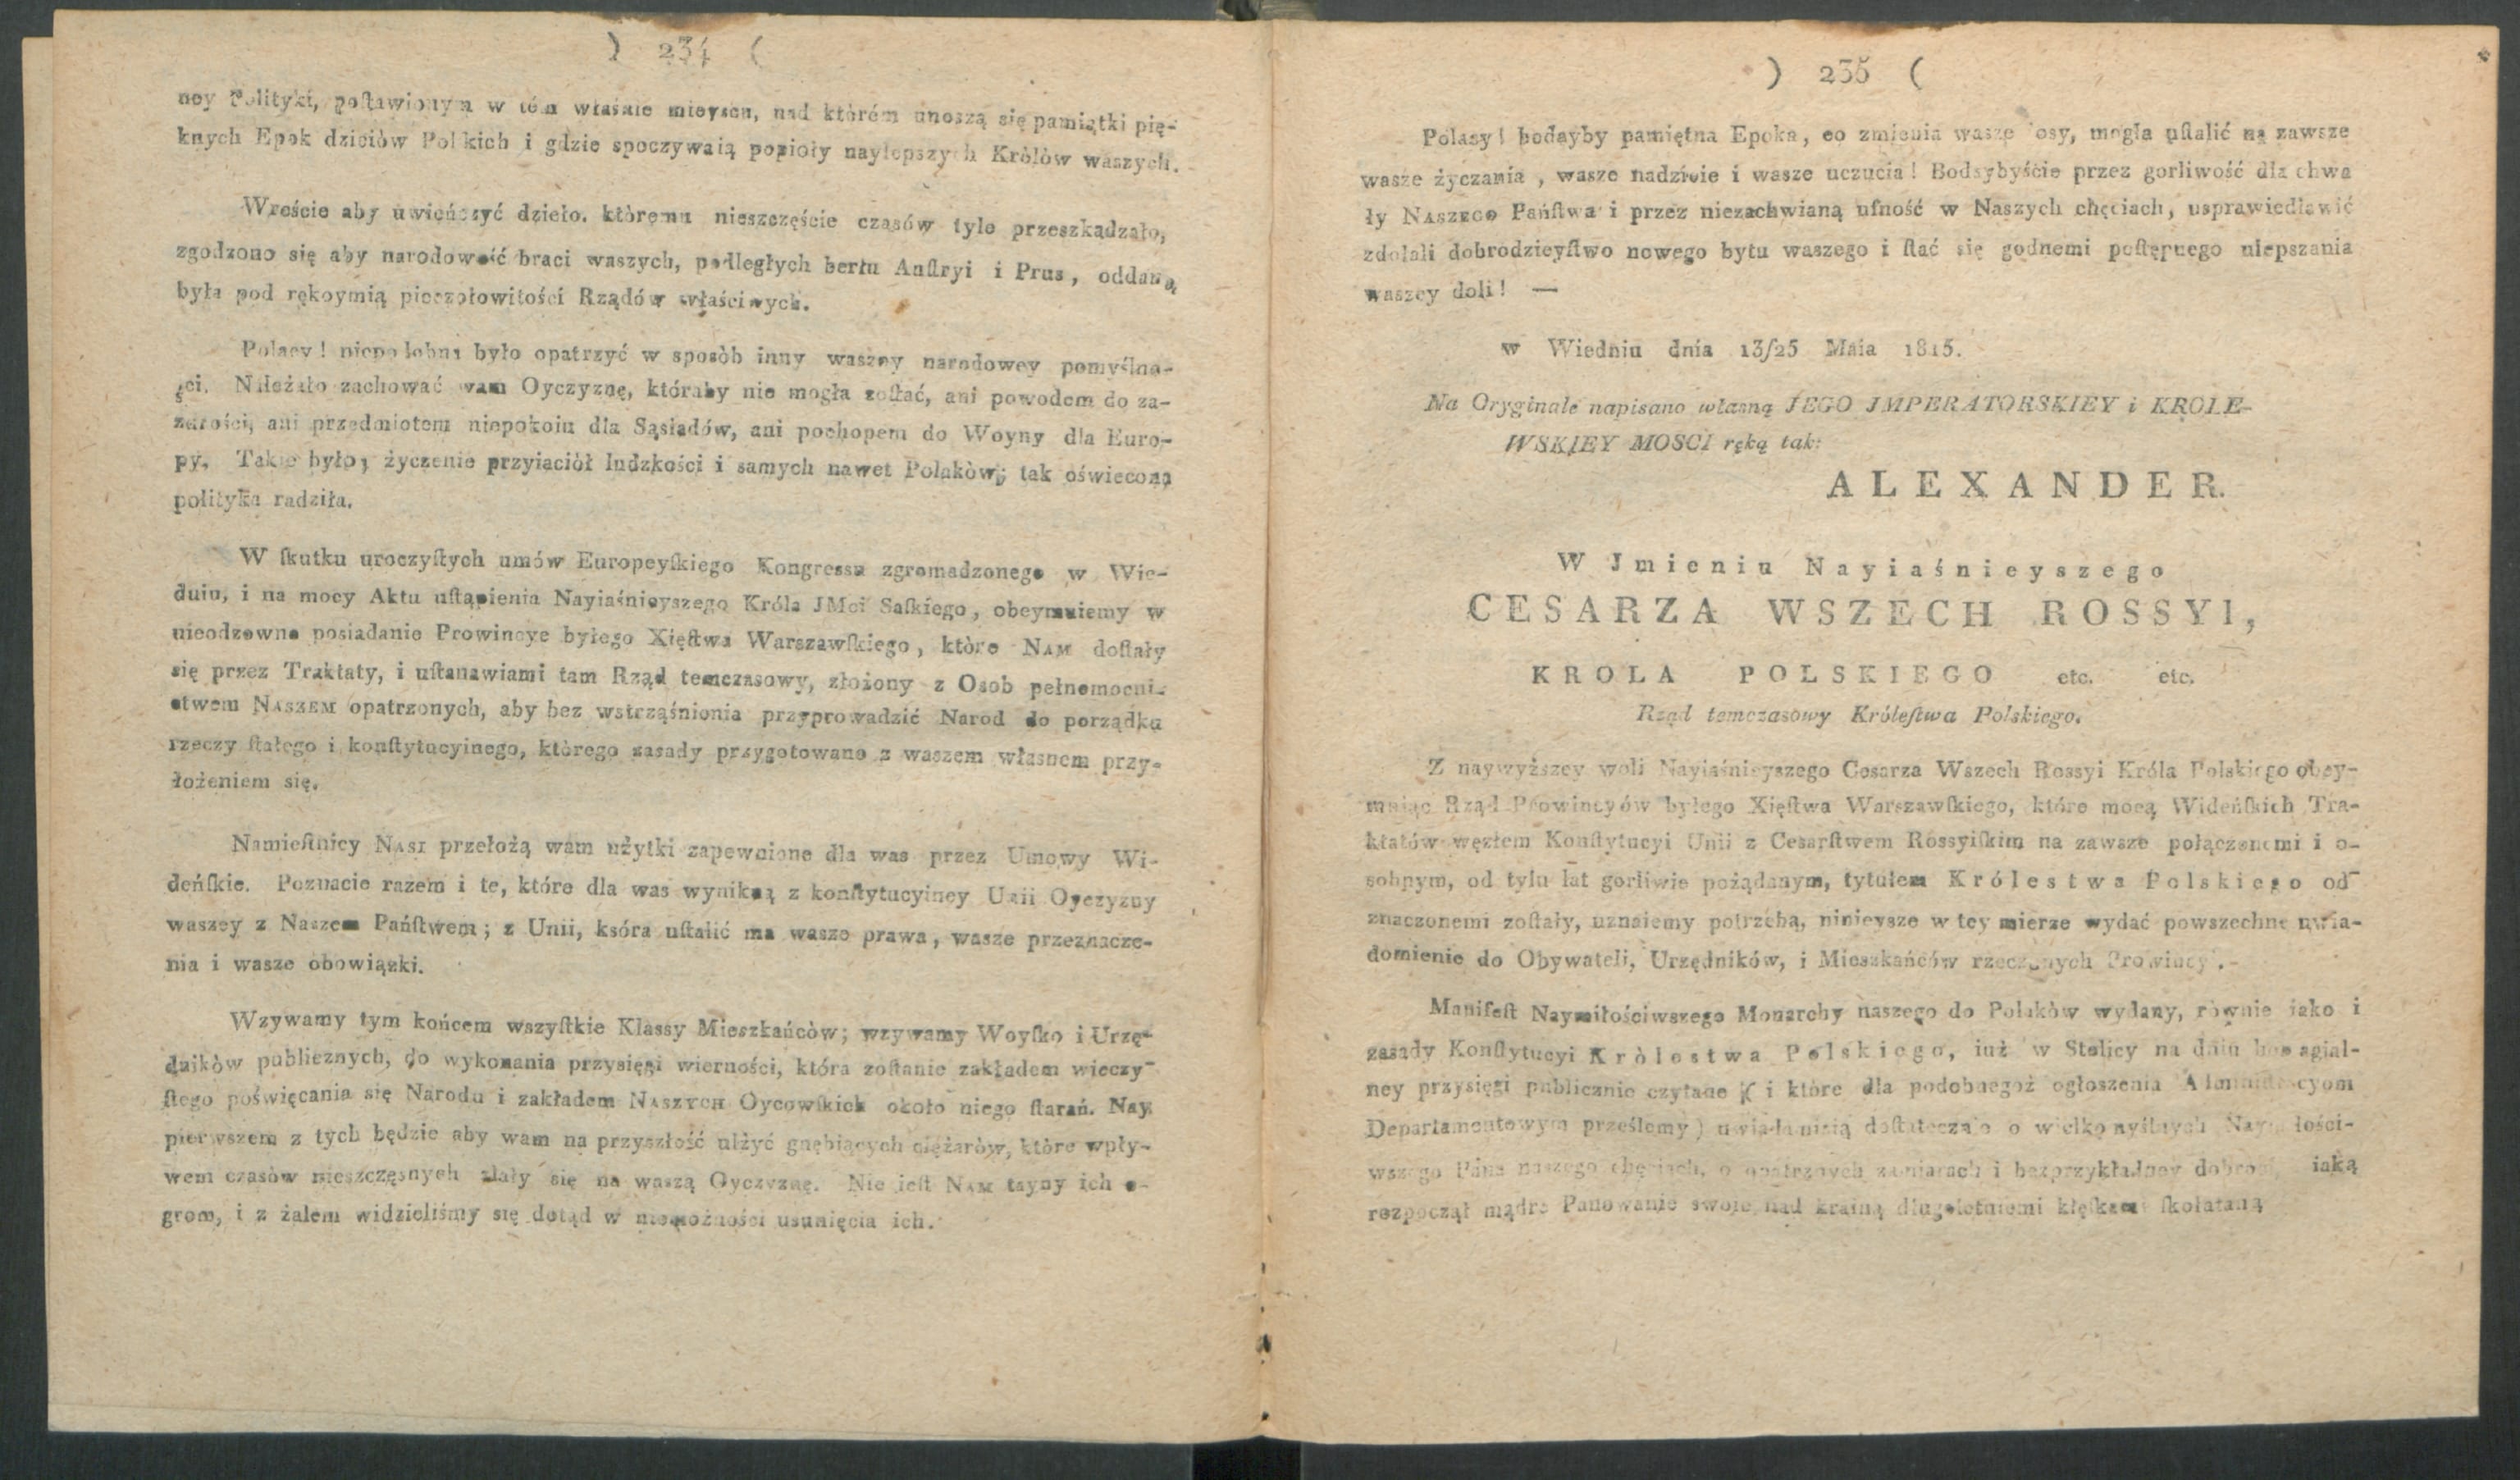 ) 234 (
ney Polityki, poſtawionym w tém właśnie mieyscu, nad którém unoszą się pamiątki pię-
knych Epok dzieiów Polſkich i gdzie spoczywaią popioły naylepszych Królów waszych.
Wreście aby uwieńczyć dzieło, któremu nieszczęście czasów tyle przeszkadzało,
zgodzono się aby narodowość braci waszych, podległych berłu Auſtryi i Prus, oddana
była pod rękoymią pieczołowitości Rządów właściwych.
Polacy! niepodobna było opatrzyć w sposób inny waszey narodowey pomyślno-
ści. Należało zachować wam Oyczyznę, któraby nie mogła zoſtać, ani powodem do za-
zdrości, ani przedmiotem niepokoiu dla Sąsiadów, ani pochopem do Woyny dla Euro-
py. Takie było, życzenie przyiaciół ludzkości i samych nawet Polaków; tak oświecona
polityka radziła.
W ſkutku uroczyſtych umów Europeyſkiego Kongressu zgromadzonego w Wie-
dniu, i na mocy Aktu uſtąpienia Nayiaśnieyszego Króla JMci Saſkiego, obeymuiemy w
nieodzowne posiadanie Prowincye byłego Xięſtwa Warszawſkiego, które NAM doſtały
się przez Traktaty, i uſtanawiami tam Rząd temczasowy, złożony z Osob pełnomocni-
ctwem NASZEM opatrzonych, aby bez wstrząśnienia przyprowadzić Narod do porządku
rzeczy ſtałego i konſtytucyinego, którego zasady przygotowane z waszem własnem przy-
łożeniem się.
Namieſtnicy NASI przełożą wam użytki zapewnione dla was przez Umowy Wi-
deńſkie. Poznacie razem i te, które dla was wynikną z konſtytucyiney Unii Oyczyzny
waszey z Naszem Pańſtwem; z Unii, ksóra uſtalić ma wasze prawa, wasze przeznacze-
nia i wasze obowiązki.
Wzywamy tym końcem wszyſtkie Klassy Mieszkańców; wzywamy Woyſko i Urzę-
dników publicznych, do wykonania przysięgi wierności, która zoſtanie zakładem wieczy-
ſtego poświęcania się Narodu i zakładem NASZYCH Oycowſkich około niego ſtarań. Nay
pierwszem z tych będzie aby wam na przyszłość ulżyć gnębiących ciężarów, które wpły-
wem czasów nieszczęsnych zlały się na waszą Oyczyznę. Nie ieſt NAM tayny ich o-
grom, i z żalem widzieliśmy się dotąd w niemożności usunięcia ich.
) 235 (
Polacy! bodayby pamiętna Epoka, co zmienia wasze losy, mogła uſtalić na zawsze
wasze życzania, wasze nadzieie i wasze uczucia! Bodaybyście przez gorliwość dla chwa
ły NASZEGO Pańſtwa i przez niezachwianą ufność w Naszych chęciach, usprawiedliwić
zdołali dobrodzieyſtwo nowego bytu waszego i ſtać się godnemi poſtępnego ulepszania
waszey doli! —
w Wiedniu dnia 13/25 Maia 1815.
Na Oryginale napisano własną JEGO JMPERATORSKIEY i KROLE-
WSKIEY MOSCI ręką tak:
ALEXANDER.
W Jmieniu Nayiaśnieyszego
CESARZA WSZECH ROSSYI,
KROLA POLSKIEGO etc. etc.
Rząd temczasowy Króleſtwa Polskiego.
Z naywyższey woli Nayiaśnieyszego Cesarza Wszech Rossyi Króla Polskiego obey-
muiąc Rząd Prowincyów byłego Xięſtwa Warszawſkiego, które mocą Wideńſkich Tra-
ktatów węzłem Konſtytucyi Unii z Cesarſtwem Rossyiſkim na zawsze połączonemi i o-
sobnym, od tylu lat gorliwie pożądanym, tytułem Królestwa Polskiego od-
znaczonemi zoſtały, uznaiemy potrzebą, ninieysze w tey mierze wydać powszechne uwia-
domienie do Obywateli, Urzędników, i Mieszkańców rzeczonych Prowincyi.
Manifeſt Naymiłościwszego Monarchy naszego do Polaków wydany, równie iako i
zasady Konſtytucyi Królestwa Polskiego, iuż w Stolicy na dniu homagial-
ney przysięgi publicznie czytane (i które dla podobnegoż ogłoszenia Adminiſtracyom
Departamentowym prześlemy) uwiadamiaią doſtatecznie o wielkomyślnych Naymiłości-
wszego Pana naszego chęciach, o opatrznych zamiarach i bezprzykładney dobroci, iaką
rozpoczął mądre Panowanie swoie nad krainą długoletniemi klęſkami ſkołataną